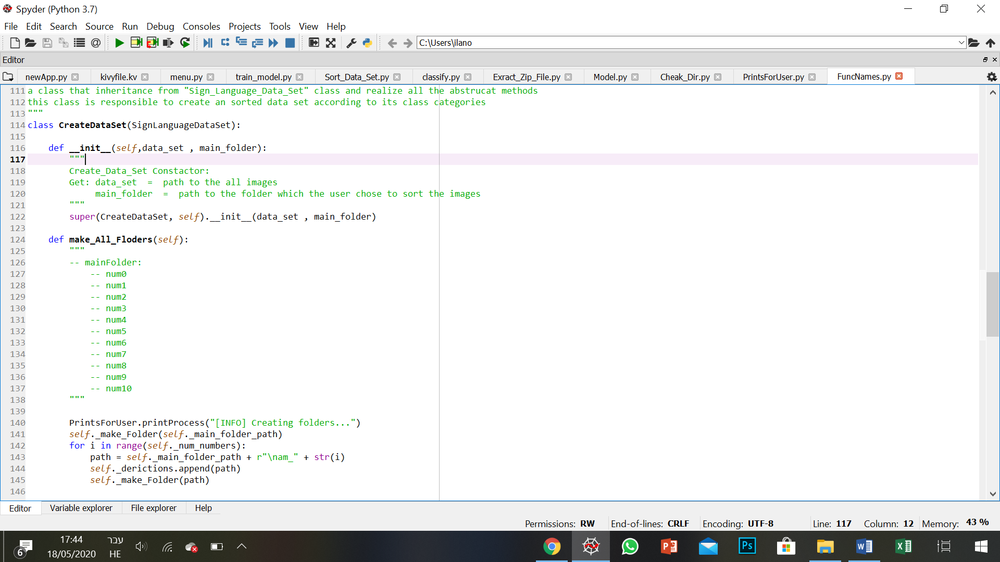 Spyder (Python 3.7)
File Edit Search Source Run Debug Consoles Projects Tools View Help
C:\Users\ilano
Editor
newApp.py kivyfile.kv menu.py train_model.py Sort_Data_Set.py classify.py Exract_Zip_File.py Model.py Cheak_Dir.py PrintsForUser.py FuncNames.py
111 a class that inheritance from "Sign_Language_Data_Set" class and realize all the abstrucat methods
112 this class is responsible to create an sorted data set according to its class categories
113 """
114 class CreateDataSet(SignLanguageDataSet):
115
116     def __init__(self,data_set , main_folder):
117         """
118         Create_Data_Set Constactor:
119         Get: data_set  =  path to the all images
120              main_folder  =  path to the folder which the user chose to sort the images
121         """
122         super(CreateDataSet, self).__init__(data_set , main_folder)
123
124     def make_All_Floders(self):
125         """
126         -- mainFolder:
127             -- num0
128             -- num1
129             -- num2
130             -- num3
131             -- num4
132             -- num5
133             -- num6
134             -- num7
135             -- num8
136             -- num9
137             -- num10
138         """
139
140         PrintsForUser.printProcess("[INFO] Creating folders...")
141         self._make_Folder(self._main_folder_path)
142         for i in range(self._num_numbers):
143             path = self._main_folder_path + r"\nam_" + str(i)
144             self._derictions.append(path)
145             self._make_Folder(path)
146
Editor Variable explorer File explorer Help
Permissions: RW End-of-lines: CRLF Encoding: UTF-8 Line: 117 Column: 12 Memory: 43 %
6
17:44
18/05/2020
עבר
HE
Ps